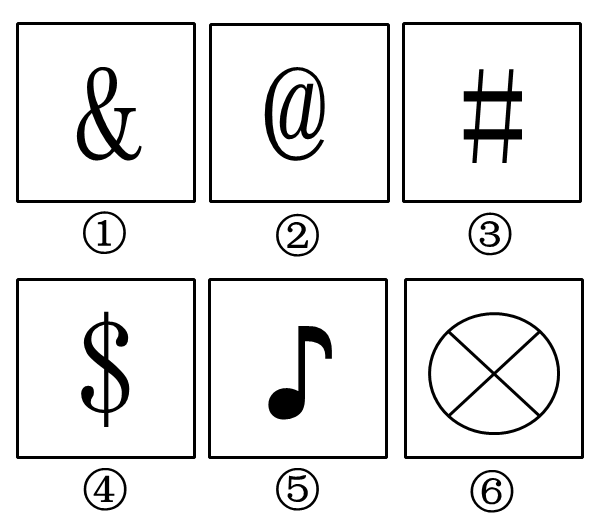 & @ #
① ② ③
$ ♪ ⊗
④ ⑤ ⑥